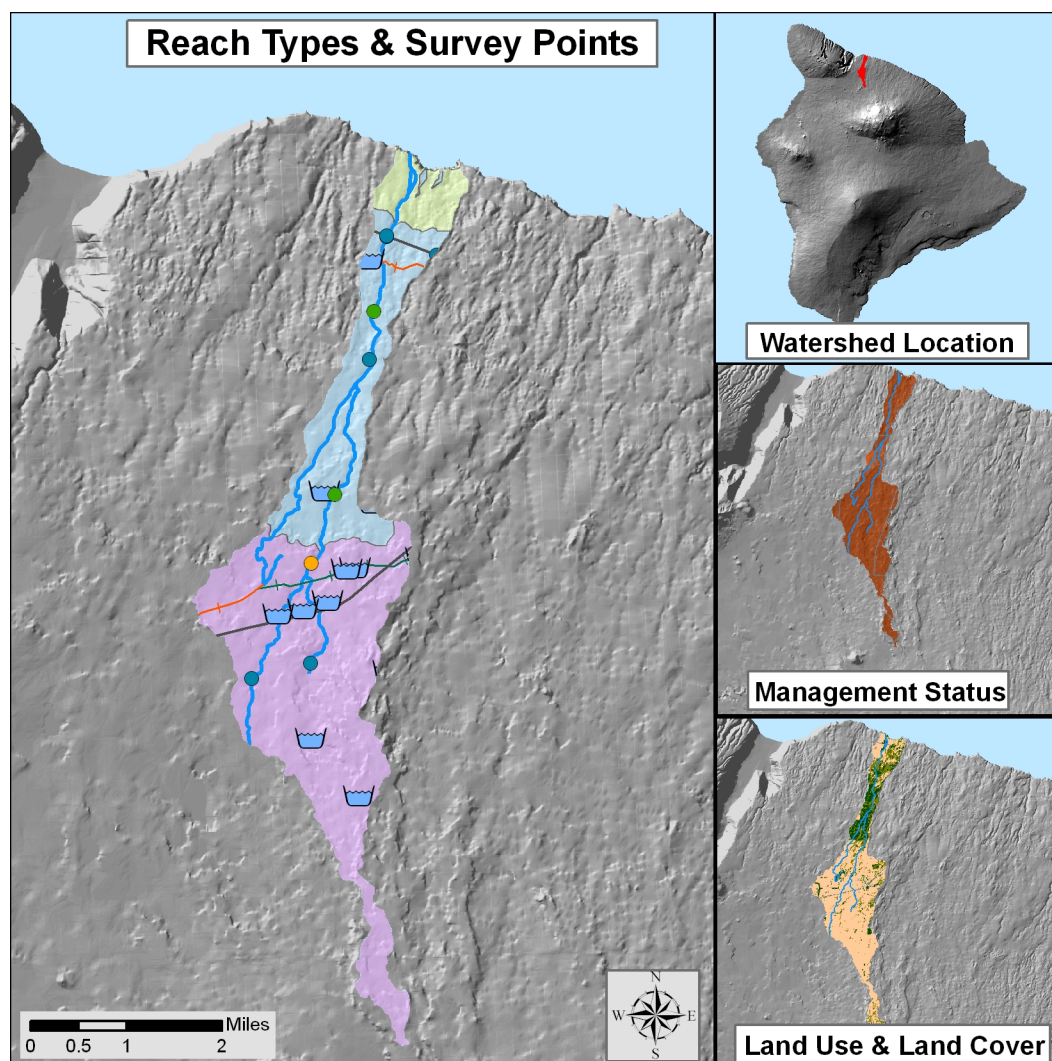 Reach Types & Survey Points
Watershed Location
Management Status
Land Use & Land Cover
Miles
0 0.5 1 2
N
W E
S